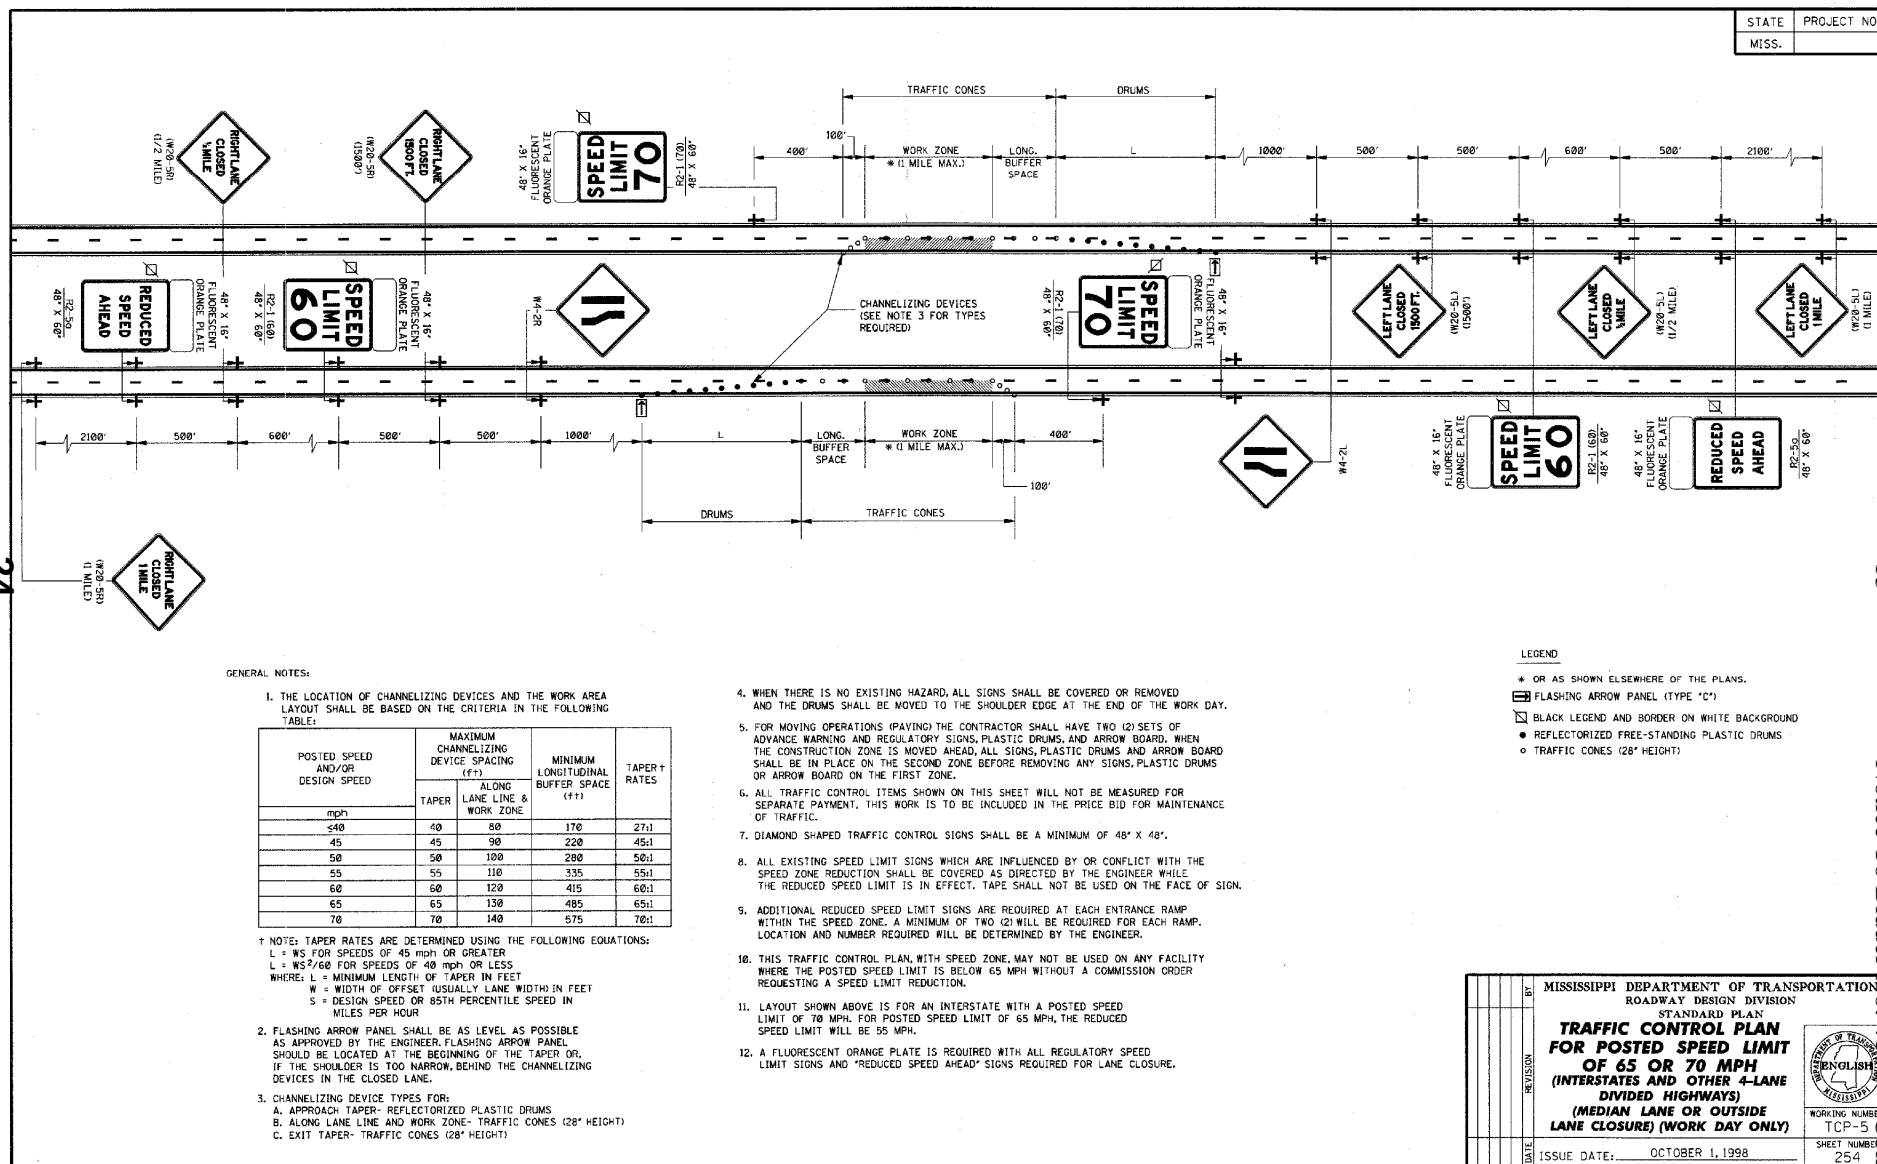 STATE PROJECT NO
MISS.
TRAFFIC CONES DRUMS
100'
400' WORK ZONE LONG. L 1000' 500' 500' 600' 500' 2100'
* (1 MILE MAX.) BUFFER
SPACE
(W20-5R)
(1/2 MILE)
RIGHT LANE
CLOSED
½ MILE
(W20-5R)
(1500')
RIGHT LANE
CLOSED
1500 FT.
48" X 16"
FLUORESCENT
ORANGE PLATE
SPEED
LIMIT
70
R2-1 (70)
48" X 60"
R2-5a
48" X 60"
REDUCED
SPEED
AHEAD
48" X 16"
FLUORESCENT
ORANGE PLATE
R2-1 (60)
48" X 60"
SPEED
LIMIT
60
48" X 16"
FLUORESCENT
ORANGE PLATE
W4-2R
CHANNELIZING DEVICES
(SEE NOTE 3 FOR TYPES
REQUIRED)
R2-1 (70)
48" X 60"
SPEED
LIMIT
70
48" X 16"
FLUORESCENT
ORANGE PLATE
LEFT LANE
CLOSED
1500 FT.
(W20-5L)
(1500')
LEFT LANE
CLOSED
½ MILE
(W20-5L)
(1/2 MILE)
LEFT LANE
CLOSED
1 MILE
(W20-5L)
(1 MILE)
2100' 500' 600' 500' 500' 1000' L LONG. WORK ZONE 400'
BUFFER * (1 MILE MAX.)
SPACE
100'
DRUMS TRAFFIC CONES
W4-2L
48" X 16"
FLUORESCENT
ORANGE PLATE
SPEED
LIMIT
60
R2-1 (60)
48" X 60"
48" X 16"
FLUORESCENT
ORANGE PLATE
REDUCED
SPEED
AHEAD
R2-5a
48" X 60"
(W20-5R)
(1 MILE)
RIGHT LANE
CLOSED
1 MILE
GENERAL NOTES:
1. THE LOCATION OF CHANNELIZING DEVICES AND THE WORK AREA
LAYOUT SHALL BE BASED ON THE CRITERIA IN THE FOLLOWING
TABLE:
POSTED SPEED
AND/OR
DESIGN SPEED
mph
MAXIMUM
CHANNELIZING
DEVICE SPACING
(ft)
TAPER
ALONG
LANE LINE &
WORK ZONE
MINIMUM
LONGITUDINAL
BUFFER SPACE
(ft)
TAPER †
RATES
≤40 40 80 170 27:1
45 45 90 220 45:1
50 50 100 280 50:1
55 55 110 335 55:1
60 60 120 415 60:1
65 65 130 485 65:1
70 70 140 575 70:1
† NOTE: TAPER RATES ARE DETERMINED USING THE FOLLOWING EQUATIONS:
L = WS FOR SPEEDS OF 45 mph OR GREATER
L = WS²/60 FOR SPEEDS OF 40 mph OR LESS
WHERE: L = MINIMUM LENGTH OF TAPER IN FEET
W = WIDTH OF OFFSET (USUALLY LANE WIDTH) IN FEET
S = DESIGN SPEED OR 85TH PERCENTILE SPEED IN
MILES PER HOUR
2. FLASHING ARROW PANEL SHALL BE AS LEVEL AS POSSIBLE
AS APPROVED BY THE ENGINEER. FLASHING ARROW PANEL
SHOULD BE LOCATED AT THE BEGINNING OF THE TAPER OR,
IF THE SHOULDER IS TOO NARROW, BEHIND THE CHANNELIZING
DEVICES IN THE CLOSED LANE.
3. CHANNELIZING DEVICE TYPES FOR:
A. APPROACH TAPER- REFLECTORIZED PLASTIC DRUMS
B. ALONG LANE LINE AND WORK ZONE- TRAFFIC CONES (28" HEIGHT)
C. EXIT TAPER- TRAFFIC CONES (28" HEIGHT)
4. WHEN THERE IS NO EXISTING HAZARD, ALL SIGNS SHALL BE COVERED OR REMOVED
AND THE DRUMS SHALL BE MOVED TO THE SHOULDER EDGE AT THE END OF THE WORK DAY.
5. FOR MOVING OPERATIONS (PAVING) THE CONTRACTOR SHALL HAVE TWO (2) SETS OF
ADVANCE WARNING AND REGULATORY SIGNS, PLASTIC DRUMS, AND ARROW BOARD. WHEN
THE CONSTRUCTION ZONE IS MOVED AHEAD, ALL SIGNS, PLASTIC DRUMS AND ARROW BOARD
SHALL BE IN PLACE ON THE SECOND ZONE BEFORE REMOVING ANY SIGNS, PLASTIC DRUMS
OR ARROW BOARD ON THE FIRST ZONE.
6. ALL TRAFFIC CONTROL ITEMS SHOWN ON THIS SHEET WILL NOT BE MEASURED FOR
SEPARATE PAYMENT. THIS WORK IS TO BE INCLUDED IN THE PRICE BID FOR MAINTENANCE
OF TRAFFIC.
7. DIAMOND SHAPED TRAFFIC CONTROL SIGNS SHALL BE A MINIMUM OF 48" X 48".
8. ALL EXISTING SPEED LIMIT SIGNS WHICH ARE INFLUENCED BY OR CONFLICT WITH THE
SPEED ZONE REDUCTION SHALL BE COVERED AS DIRECTED BY THE ENGINEER WHILE
THE REDUCED SPEED LIMIT IS IN EFFECT. TAPE SHALL NOT BE USED ON THE FACE OF SIGN.
9. ADDITIONAL REDUCED SPEED LIMIT SIGNS ARE REQUIRED AT EACH ENTRANCE RAMP
WITHIN THE SPEED ZONE. A MINIMUM OF TWO (2) WILL BE REQUIRED FOR EACH RAMP.
LOCATION AND NUMBER REQUIRED WILL BE DETERMINED BY THE ENGINEER.
10. THIS TRAFFIC CONTROL PLAN, WITH SPEED ZONE, MAY NOT BE USED ON ANY FACILITY
WHERE THE POSTED SPEED LIMIT IS BELOW 65 MPH WITHOUT A COMMISSION ORDER
REQUESTING A SPEED LIMIT REDUCTION.
11. LAYOUT SHOWN ABOVE IS FOR AN INTERSTATE WITH A POSTED SPEED
LIMIT OF 70 MPH. FOR POSTED SPEED LIMIT OF 65 MPH, THE REDUCED
SPEED LIMIT WILL BE 55 MPH.
12. A FLUORESCENT ORANGE PLATE IS REQUIRED WITH ALL REGULATORY SPEED
LIMIT SIGNS AND "REDUCED SPEED AHEAD" SIGNS REQUIRED FOR LANE CLOSURE.
LEGEND
* OR AS SHOWN ELSEWHERE OF THE PLANS.
FLASHING ARROW PANEL (TYPE "C")
BLACK LEGEND AND BORDER ON WHITE BACKGROUND
REFLECTORIZED FREE-STANDING PLASTIC DRUMS
TRAFFIC CONES (28" HEIGHT)
BY
REVISION
DATE
MISSISSIPPI DEPARTMENT OF TRANSPORTATION
ROADWAY DESIGN DIVISION
STANDARD PLAN
TRAFFIC CONTROL PLAN
FOR POSTED SPEED LIMIT
OF 65 OR 70 MPH
(INTERSTATES AND OTHER 4-LANE
DIVIDED HIGHWAYS)
(MEDIAN LANE OR OUTSIDE
LANE CLOSURE) (WORK DAY ONLY)
ISSUE DATE: OCTOBER 1, 1998
ENGLISH
MISSISSIPPI
WORKING NUMBE
TCP-5
SHEET NUMBE
254